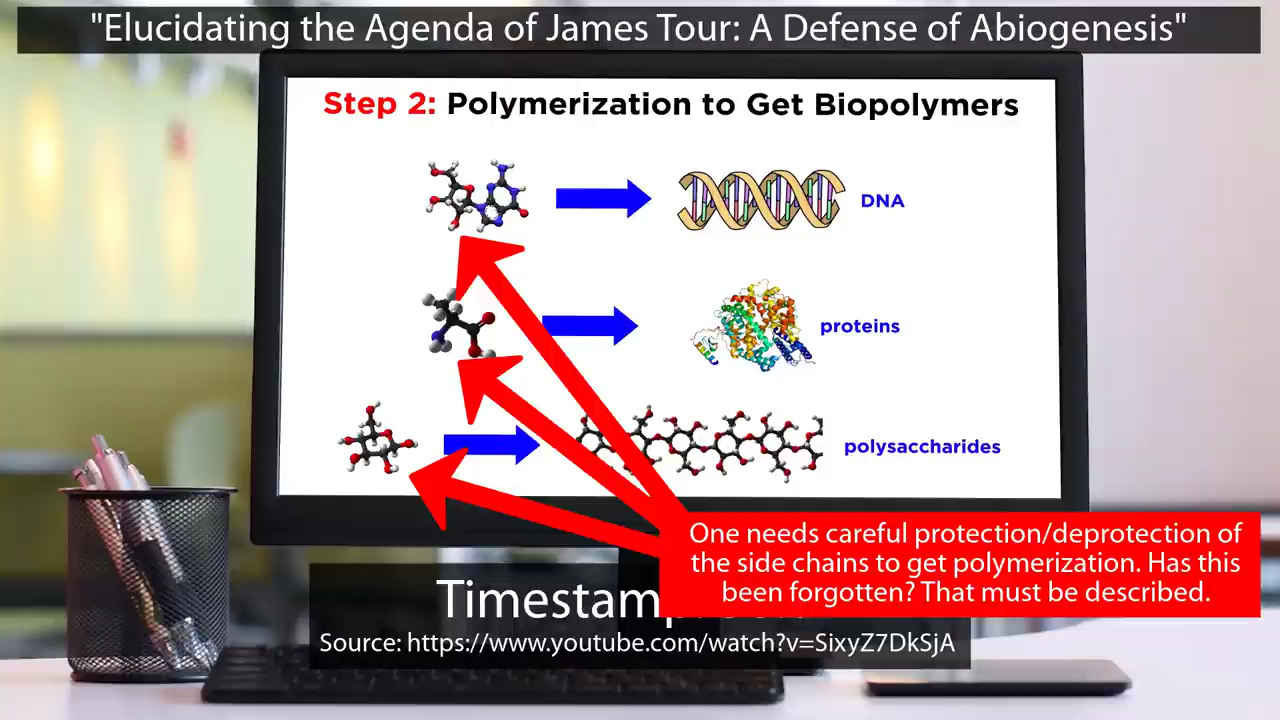 "Elucidating the Agenda of James Tour: A Defense of Abiogenesis"
Step 2: Polymerization to Get Biopolymers
DNA
proteins
polysaccharides
One needs careful protection/deprotection of
the side chains to get polymerization. Has this
been forgotten? That must be described.
Source: https://www.youtube.com/watch?v=SixyZ7DkSjA